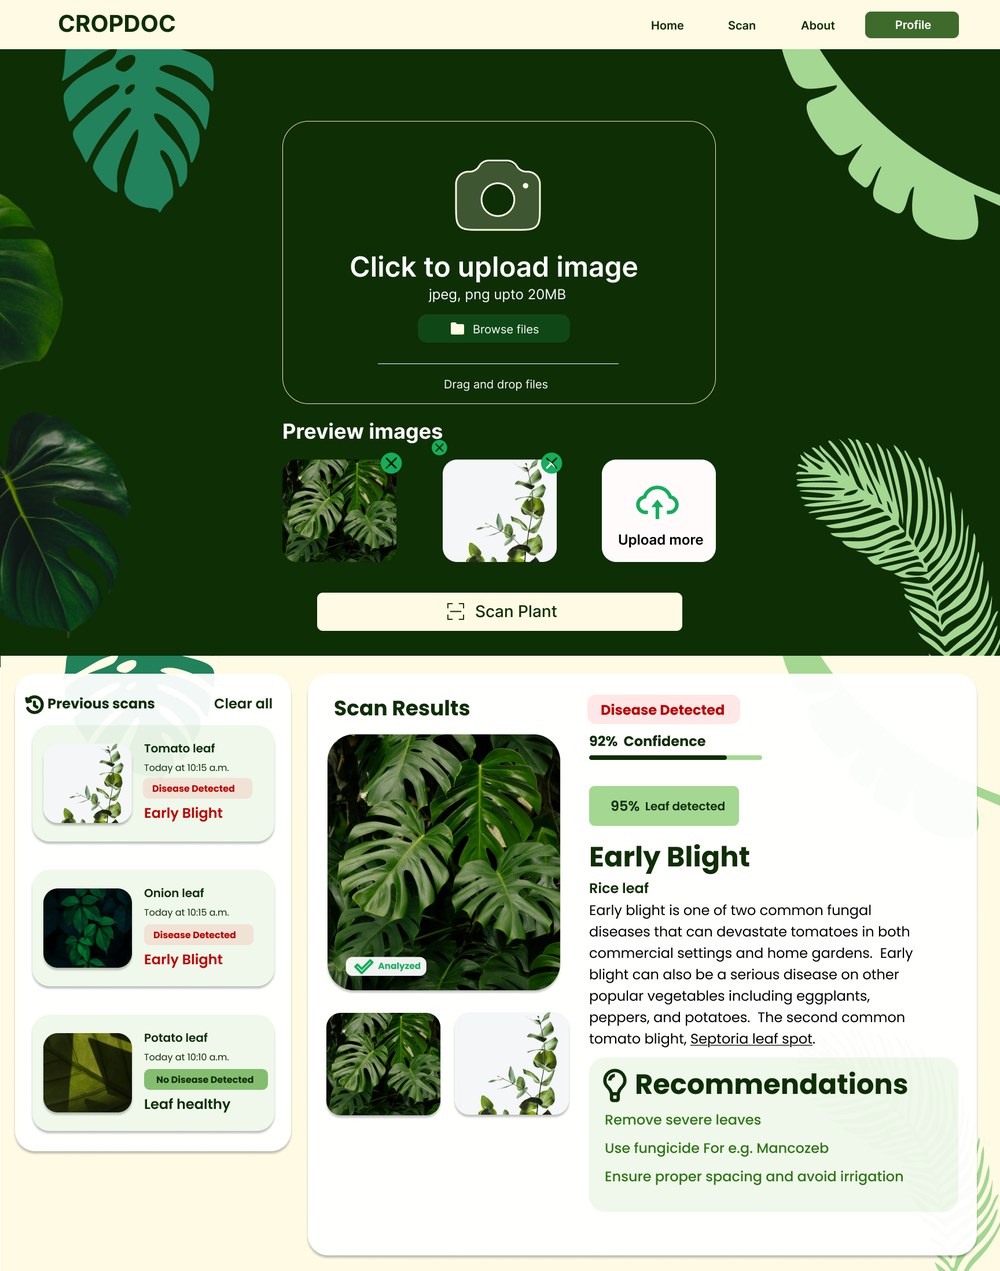 CROPDOC
Home
Scan
About
Profile
Click to upload image
jpeg, png upto 20MB
Browse files
Drag and drop files
Preview images
Upload more
Scan Plant
Previous scans
Clear all
Tomato leaf
Today at 10:15 a.m.
Disease Detected
Early Blight
Onion leaf
Today at 10:15 a.m.
Disease Detected
Early Blight
Potato leaf
Today at 10:10 a.m.
No Disease Detected
Leaf healthy
Scan Results
Analyzed
Disease Detected
92% Confidence
95% Leaf detected
Early Blight
Rice leaf
Early blight is one of two common fungal
diseases that can devastate tomatoes in both
commercial settings and home gardens. Early
blight can also be a serious disease on other
popular vegetables including eggplants,
peppers, and potatoes. The second common
tomato blight, Septoria leaf spot.
Recommendations
Remove severe leaves
Use fungicide For e.g. Mancozeb
Ensure proper spacing and avoid irrigation